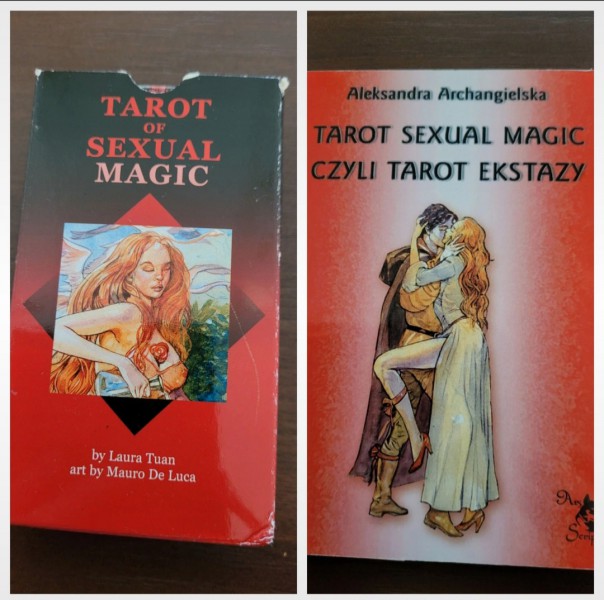 TAROT
OF
SEXUAL
MAGIC
by Laura Tuan
art by Mauro De Luca
Aleksandra Archangielska
TAROT SEXUAL MAGIC
CZYLI TAROT EKSTAZY
Ars